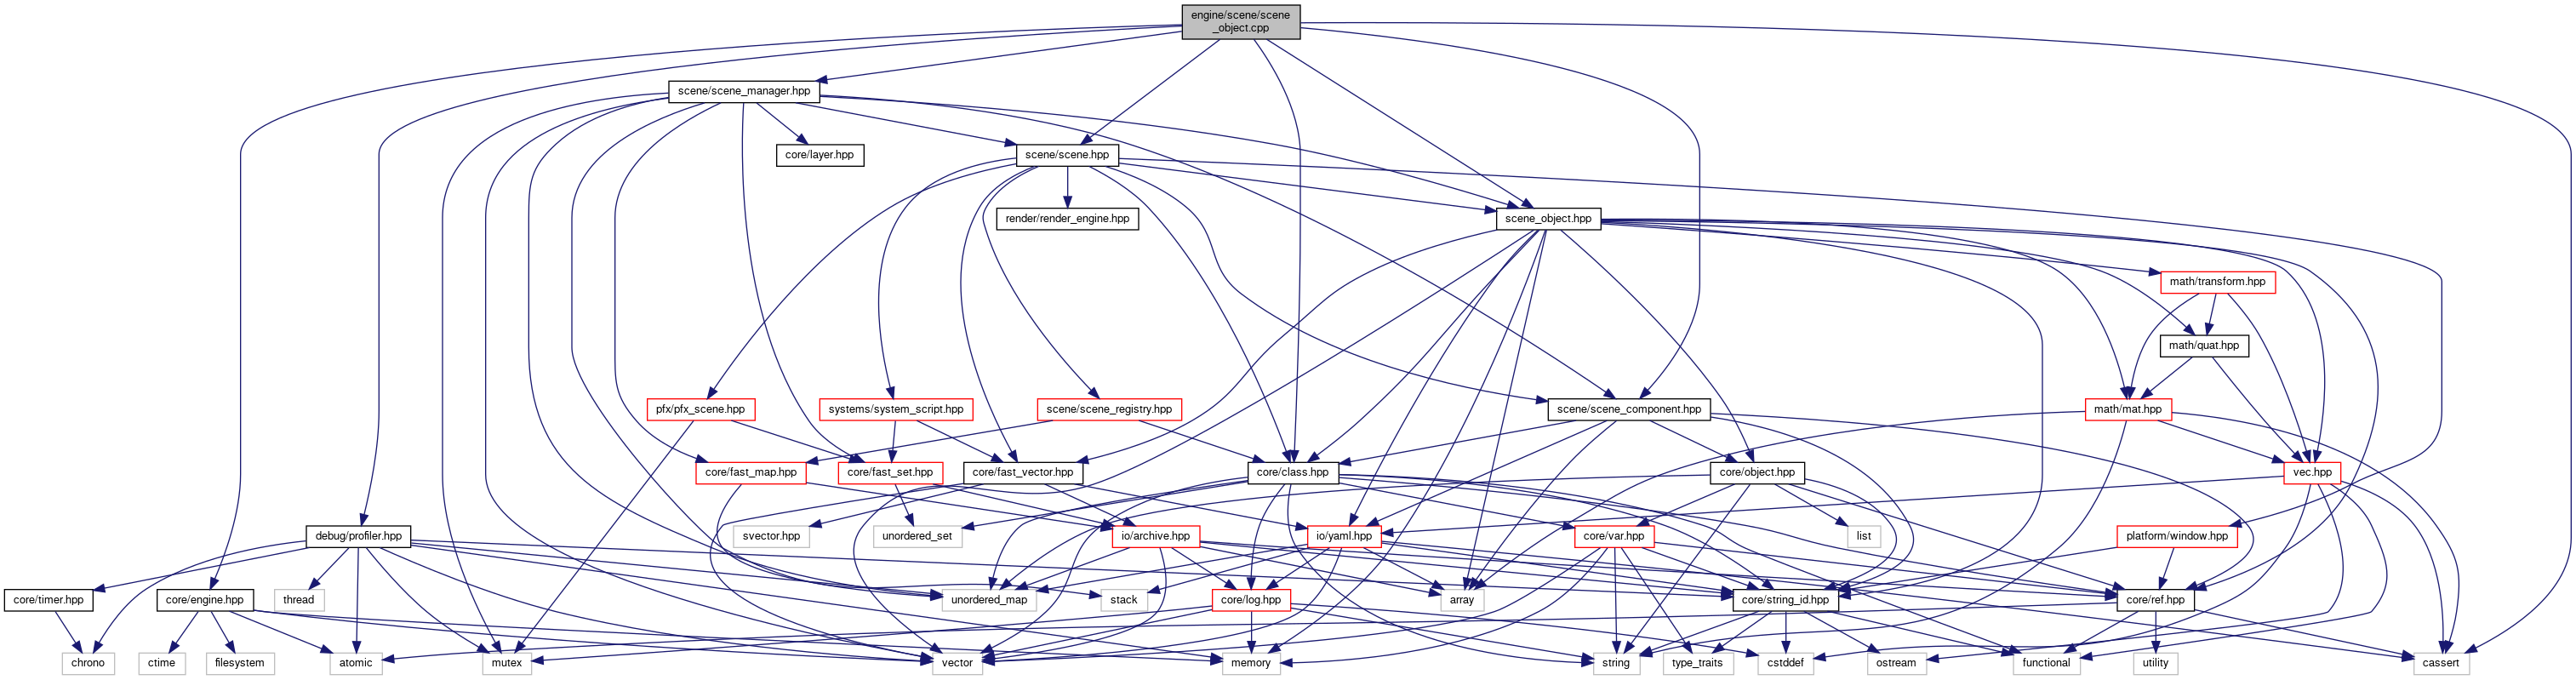 engine/scene/scene
_object.cpp
scene/scene_manager.hpp
core/layer.hpp
scene/scene.hpp
render/render_engine.hpp
scene_object.hpp
math/transform.hpp
math/quat.hpp
pfx/pfx_scene.hpp
systems/system_script.hpp
scene/scene_registry.hpp
scene/scene_component.hpp
math/mat.hpp
core/fast_map.hpp
core/fast_set.hpp
core/fast_vector.hpp
core/class.hpp
core/object.hpp
vec.hpp
debug/profiler.hpp
svector.hpp
unordered_set
io/archive.hpp
io/yaml.hpp
core/var.hpp
list
platform/window.hpp
core/timer.hpp
core/engine.hpp
thread
unordered_map
stack
core/log.hpp
array
core/string_id.hpp
core/ref.hpp
chrono
ctime
filesystem
atomic
mutex
vector
memory
string
type_traits
cstddef
ostream
functional
utility
cassert